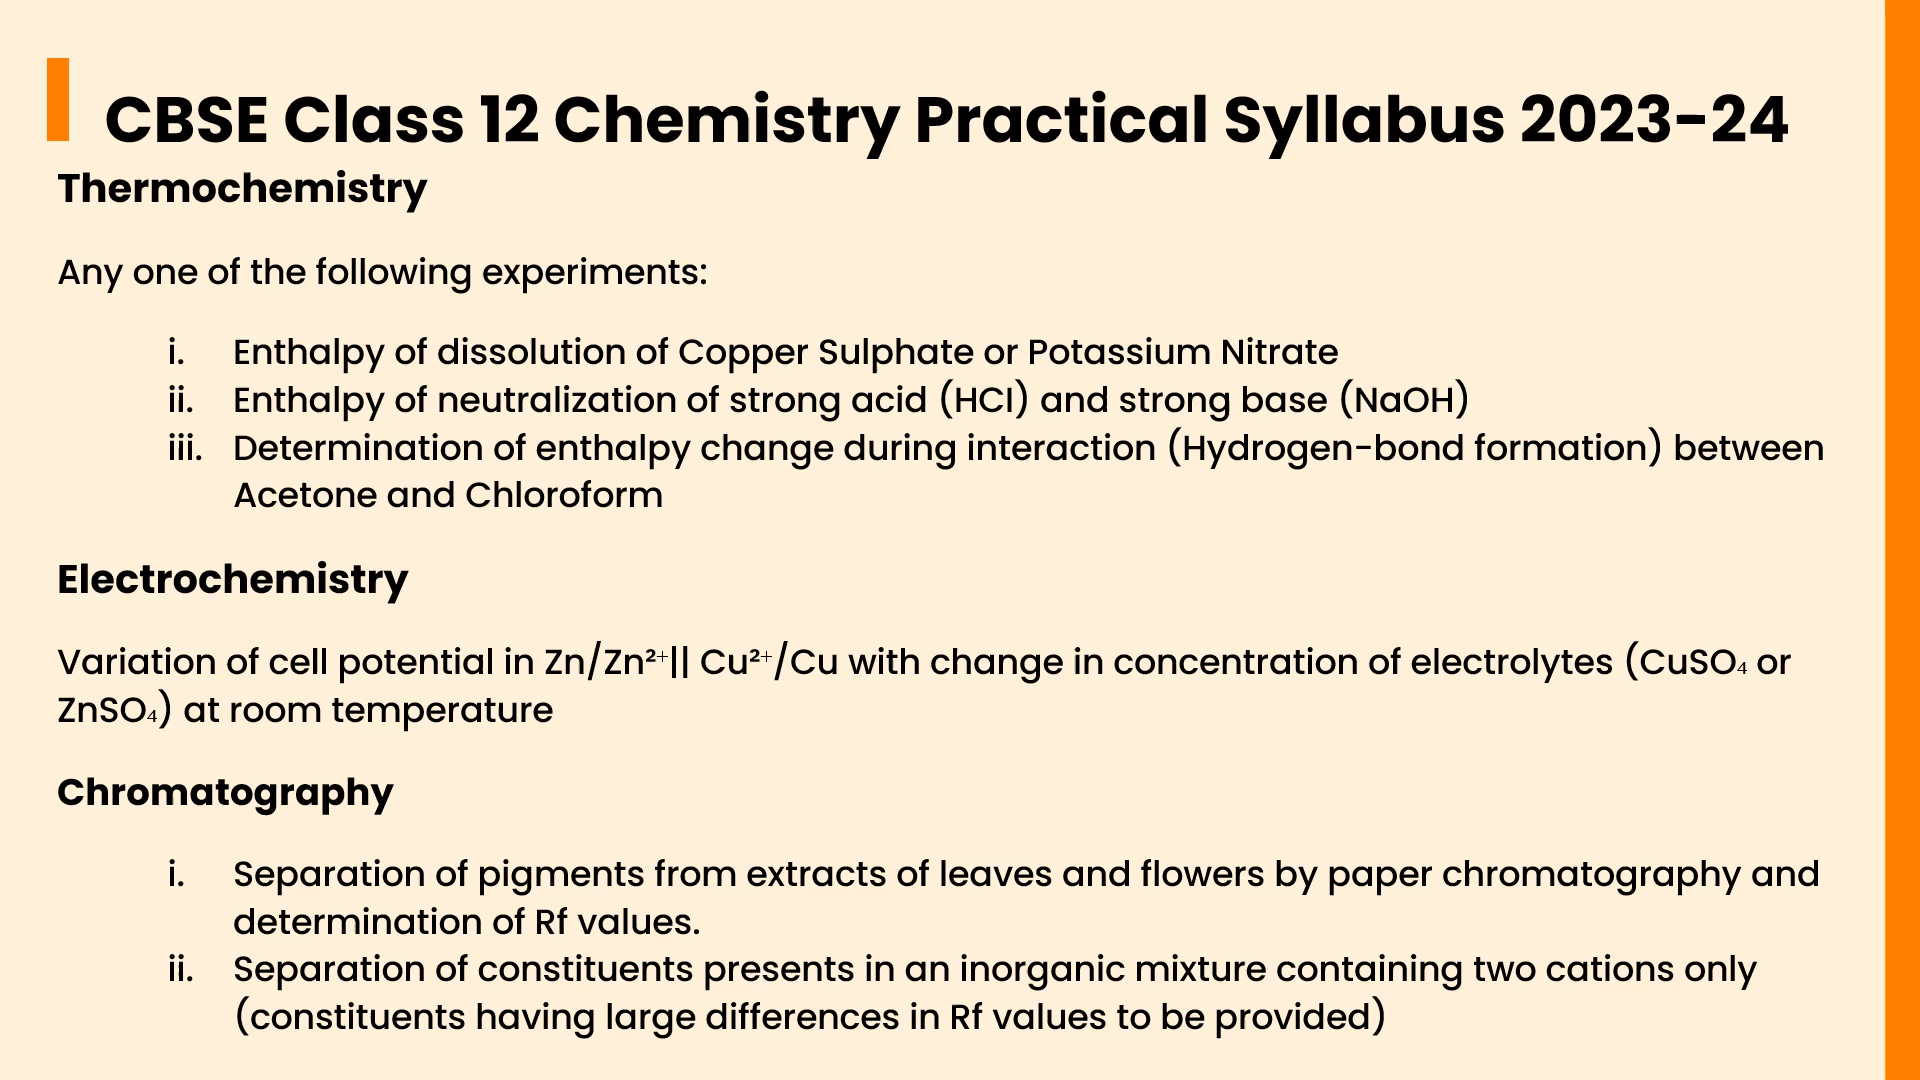 CBSE Class 12 Chemistry Practical Syllabus 2023-24
Thermochemistry
Any one of the following experiments:
i. Enthalpy of dissolution of Copper Sulphate or Potassium Nitrate
ii. Enthalpy of neutralization of strong acid (HCl) and strong base (NaOH)
iii. Determination of enthalpy change during interaction (Hydrogen-bond formation) between
Acetone and Chloroform
Electrochemistry
Variation of cell potential in Zn/Zn²⁺|| Cu²⁺/Cu with change in concentration of electrolytes (CuSO₄ or
ZnSO₄) at room temperature
Chromatography
i. Separation of pigments from extracts of leaves and flowers by paper chromatography and
determination of Rf values.
ii. Separation of constituents presents in an inorganic mixture containing two cations only
(constituents having large differences in Rf values to be provided)